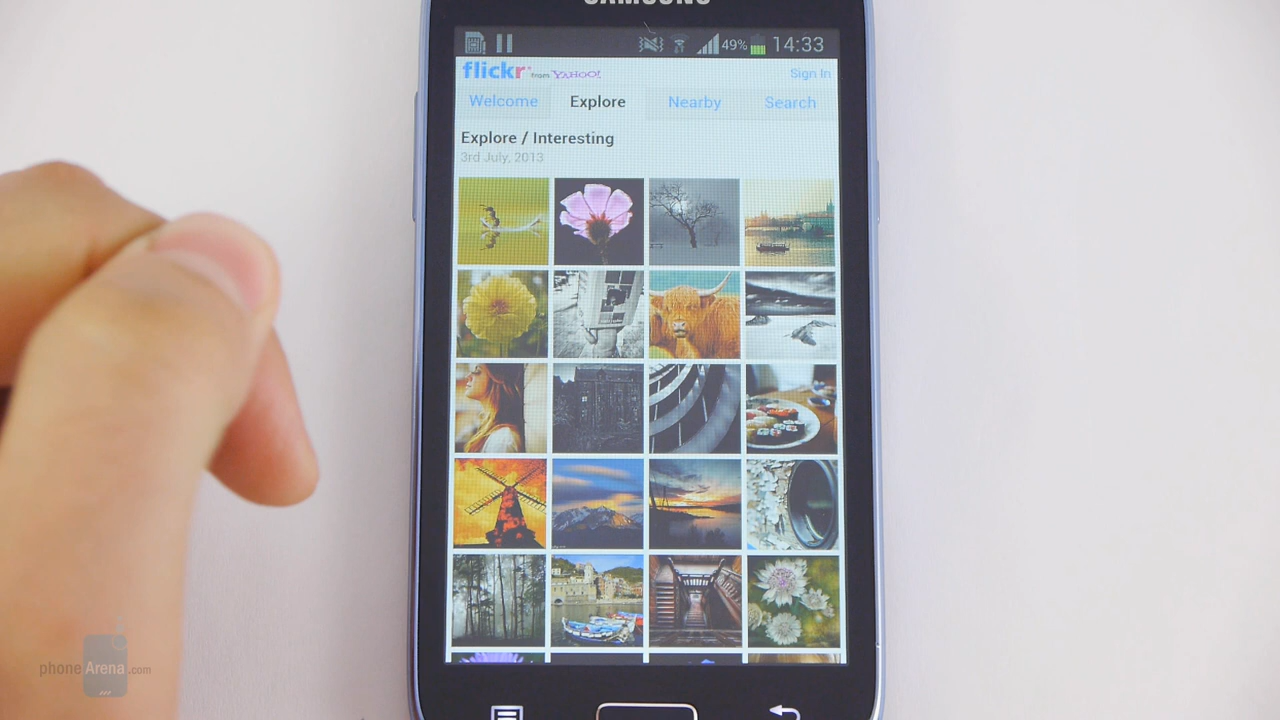 SAMSUNG
49% 14:33
flickr from YAHOO! Sign In
Welcome Explore Nearby Search
Explore / Interesting
3rd July, 2013
phoneArena.com